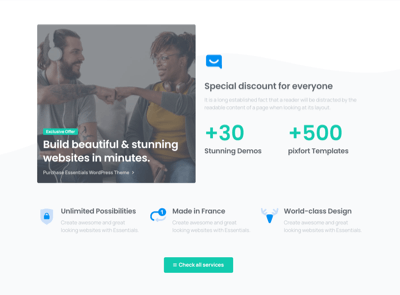 Exclusive Offer
Build beautiful & stunning
websites in minutes.
Purchase Essentials WordPress Theme >
Special discount for everyone
It is a long established fact that a reader will be distracted by the
readable content of a page when looking at its layout.
+30
Stunning Demos
+500
pixfort Templates
Unlimited Possibilities
Create awesome and great
looking websites with Essentials.
Made in France
Create awesome and great
looking websites with Essentials.
World-class Design
Create awesome and great
looking websites with Essentials.
Check all services